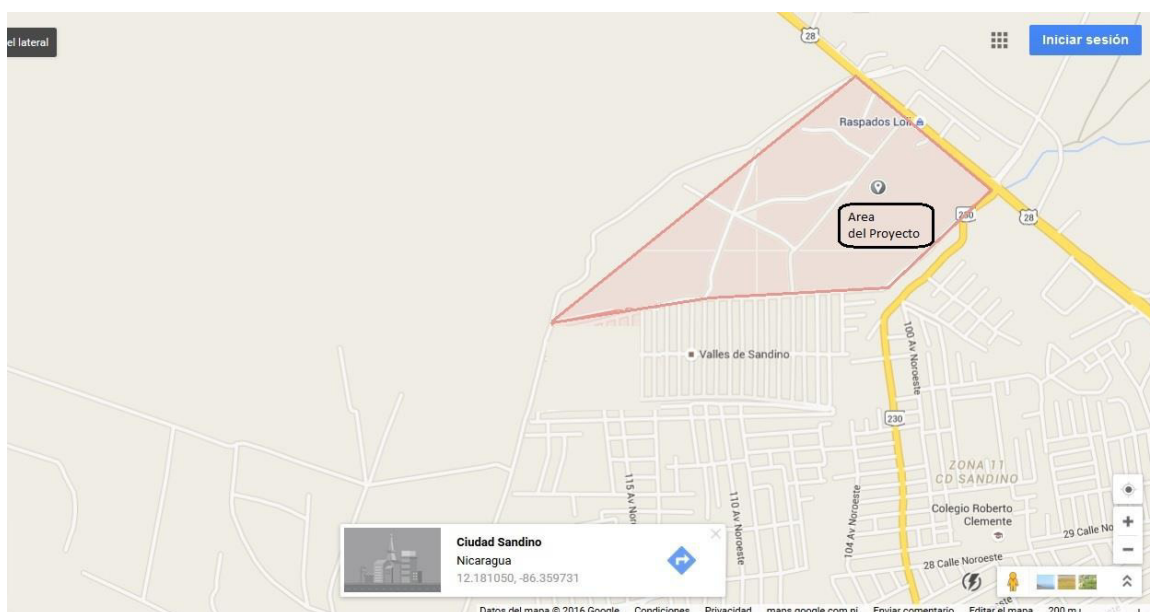 el lateral
28
Iniciar sesión
Raspados Loli
Area
del Proyecto
230
28
100 Av Noroeste
Valles de Sandino
230
ZONA 11
CD SANDINO
115 Av Nor
110 Av Noroeste
104 Av Noroeste
Colegio Roberto
Clemente
29 Calle No
28 Calle Noroeste
Ciudad Sandino
Nicaragua
12.181050, -86.359731
Datos del mapa © 2016 Google Condiciones Privacidad maps.google.com.ni Enviar comentario Editar el mapa 200 m